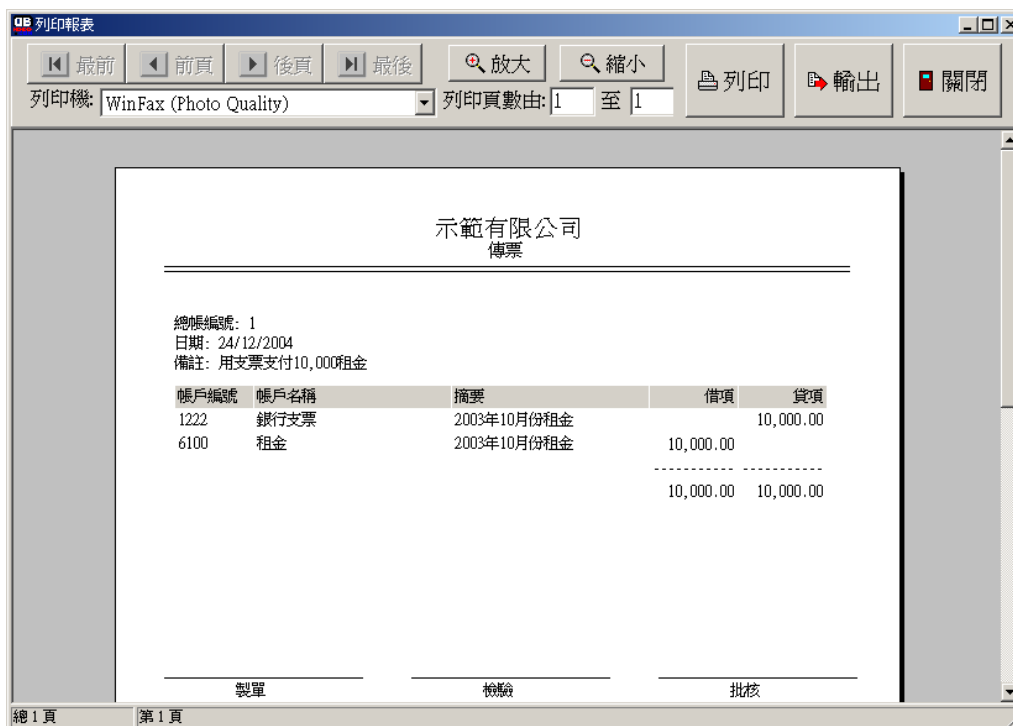 列印報表
最前 前頁 後頁 最後 放大 縮小 列印 輸出 關閉
列印機: WinFax (Photo Quality) 列印頁數由: 1 至 1
示範有限公司
傳票
總帳編號: 1
日期: 24/12/2004
備註: 用支票支付10,000租金
帳戶編號 帳戶名稱 摘要 借項 貸項
1222 銀行支票 2003年10月份租金 10,000.00
6100 租金 2003年10月份租金 10,000.00
10,000.00 10,000.00
製單 檢驗 批核
總 1 頁 第 1 頁